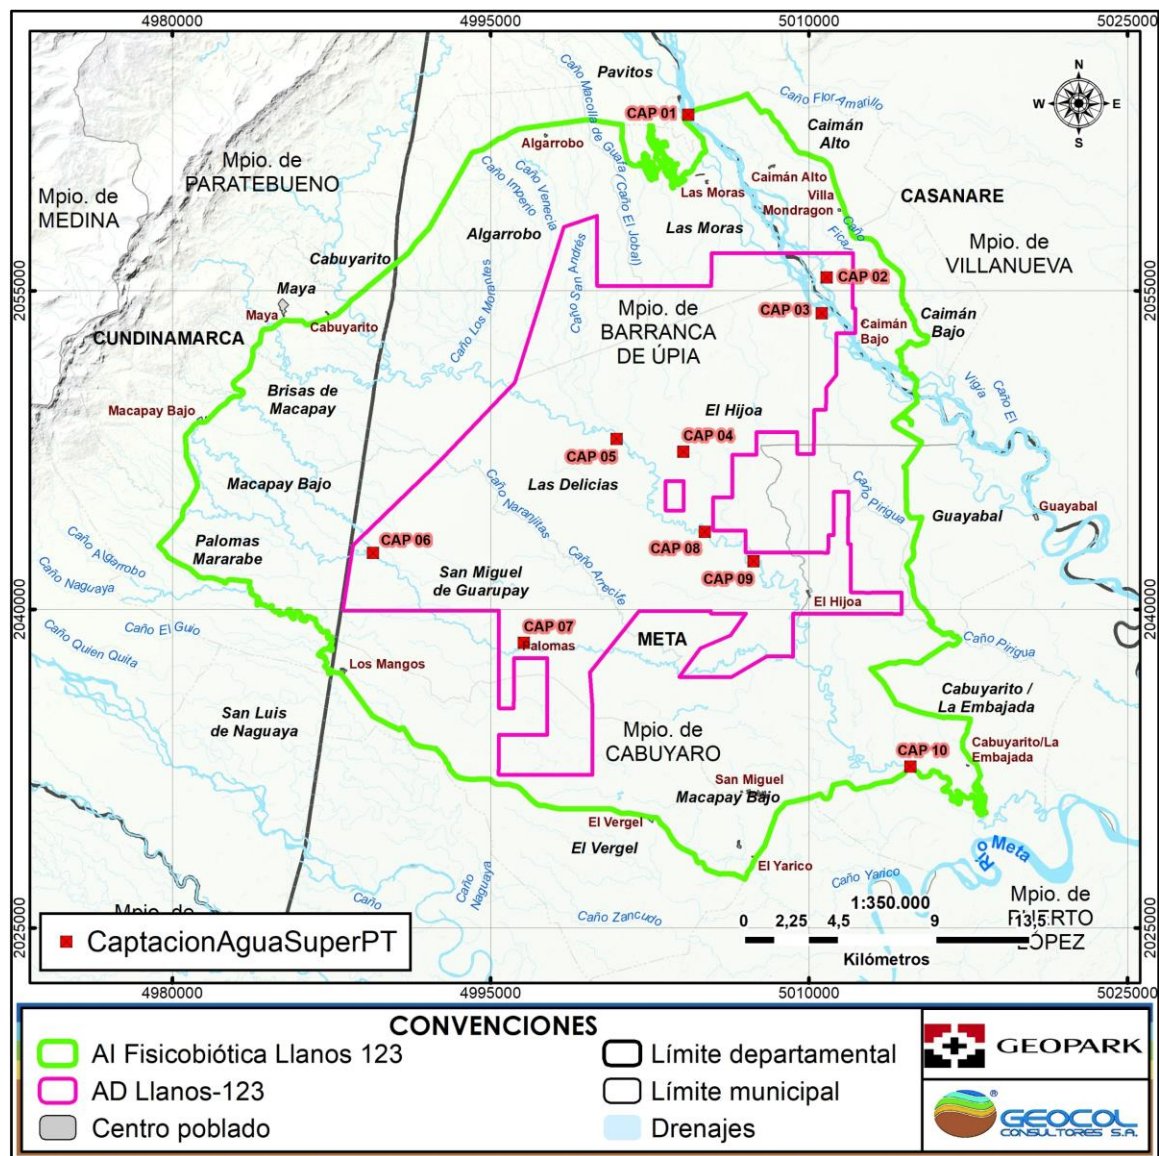 4980000
4995000
5010000
5025000
Pavitos
Caño Flor Amarillo
CAP 01
Caimán
Alto
N
W
E
S
Caño Macolla de Guafa (Caño El Jobal)
Algarrobo
Mpio. de
PARATEBUENO
Mpio. de
MEDINA
Caño Venecia
Caño Imperio
Las Moras
Caimán Alto
Villa
Mondragon
CASANARE
Caño
Fical
Algarrobo
Las Moras
Mpio. de
VILLANUEVA
Cabuyarito
Caño San Andrés
Caño Los Morantes
CAP 02
2055000
2055000
Maya
Maya
Cabuyarito
Mpio. de
BARRANCA
DE ÚPIA
CAP 03
Caimán
Bajo
Caimán
Bajo
CUNDINAMARCA
Brisas de
Macapay
Macapay Bajo
Vigía
Caño El
El Hijoa
CAP 04
CAP 05
Macapay Bajo
Las Delicias
Caño Naranjitas
Caño Pirigua
Guayabal
Guayabal
Palomas
Mararabe
Caño Algarrobo
CAP 06
CAP 08
CAP 09
Caño Naguaya
San Miguel
de Guarupay
Caño Arrecife
El Hijoa
2040000
2040000
Caño El Guio
CAP 07
Palomas
META
Caño Pirigua
Caño Quien Quita
Los Mangos
San Luis
de Naguaya
Mpio. de
CABUYARO
Cabuyarito /
La Embajada
CAP 10
Cabuyarito/La
Embajada
San Miguel
Macapay Bajo
El Vergel
El Vergel
El Yarico
Río Meta
Caño Yarico
Caño
Naguaya
Caño
Caño Zancudo
Mpio. de
Mpio. de
PUERTO
LÓPEZ
1:350.000
0 2,25 4,5 9 13,5
Kilómetros
2025000
2025000
CaptacionAguaSuperPT
4980000
4995000
5010000
5025000
CONVENCIONES
AI Fisicobiótica Llanos 123
AD Llanos-123
Centro poblado
Límite departamental
Límite municipal
Drenajes
GEOPARK
GEOCOL
CONSULTORES S.A.